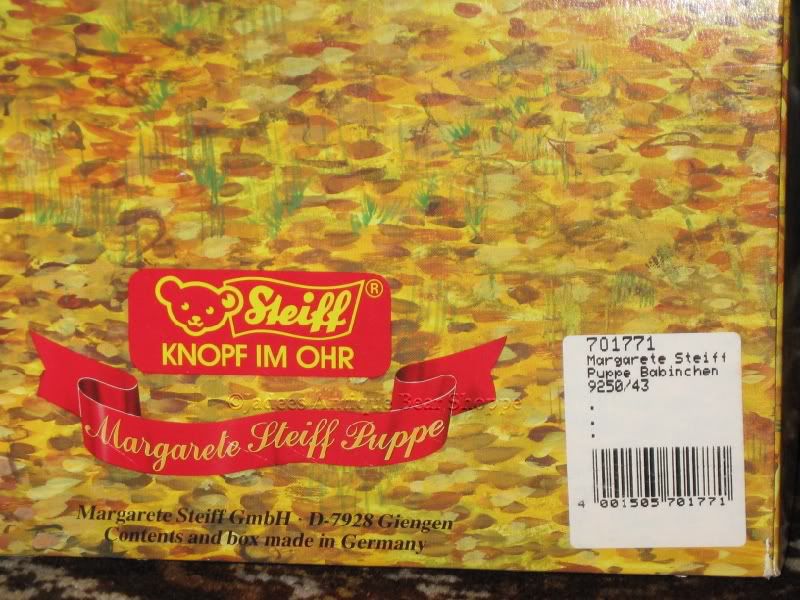 Steiff®
KNOPF IM OHR
Margarete Steiff Puppe
Margarete Steiff GmbH · D-7928 Giengen
Contents and box made in Germany
701771
Margarete Steiff
Puppe Babinchen
9250/43
4 001505 701771